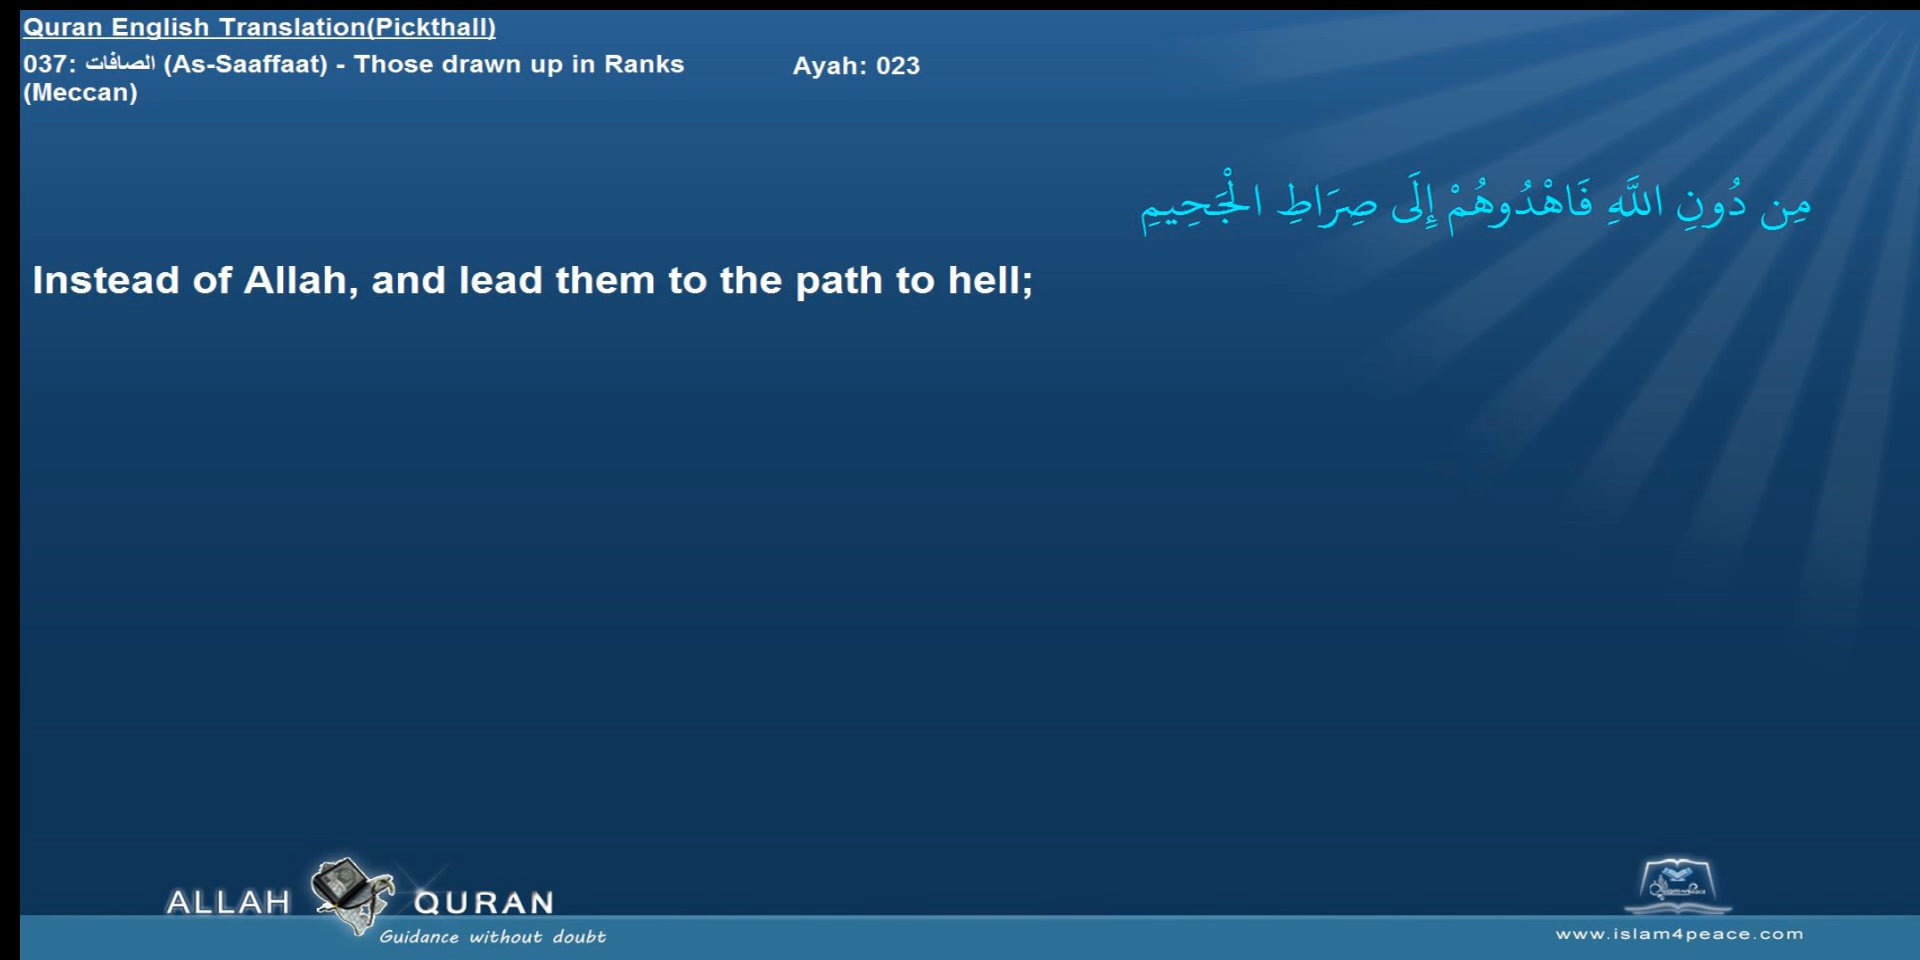 Quran English Translation(Pickthall)
037: الصافات (As-Saaffaat) - Those drawn up in Ranks
(Meccan)
Ayah: 023
مِن دُونِ اللَّهِ فَاهْدُوهُمْ إِلَى صِرَاطِ الْجَحِيمِ
Instead of Allah, and lead them to the path to hell;
ALLAH QURAN
Guidance without doubt
www.islam4peace.com